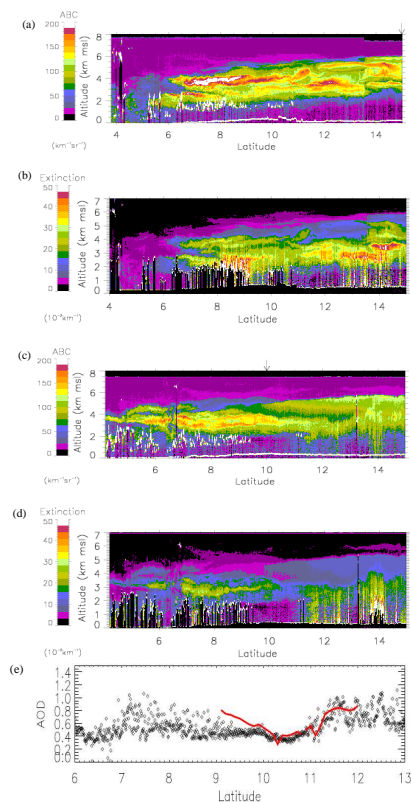 (a)
ABC
200
150
100
50
0
(km⁻¹sr⁻¹)
Altitude (km msl)
8
6
4
2
0
4 6 8 10 12 14
Latitude
(b)
Extinction
50
40
30
20
10
0
Altitude (km msl)
7
6
5
4
3
2
1
0
4 6 8 10 12 14
Latitude
(c)
ABC
200
150
100
50
0
(km⁻¹sr⁻¹)
Altitude (km msl)
8
6
4
2
0
6 8 10 12 14
Latitude
(d)
Extinction
50
40
30
20
10
0
Altitude (km msl)
7
6
5
4
3
2
1
0
6 8 10 12 14
Latitude
(e)
AOD
1.4
1.2
1.0
0.8
0.6
0.4
0.2
0.0
6 7 8 9 10 11 12 13
Latitude